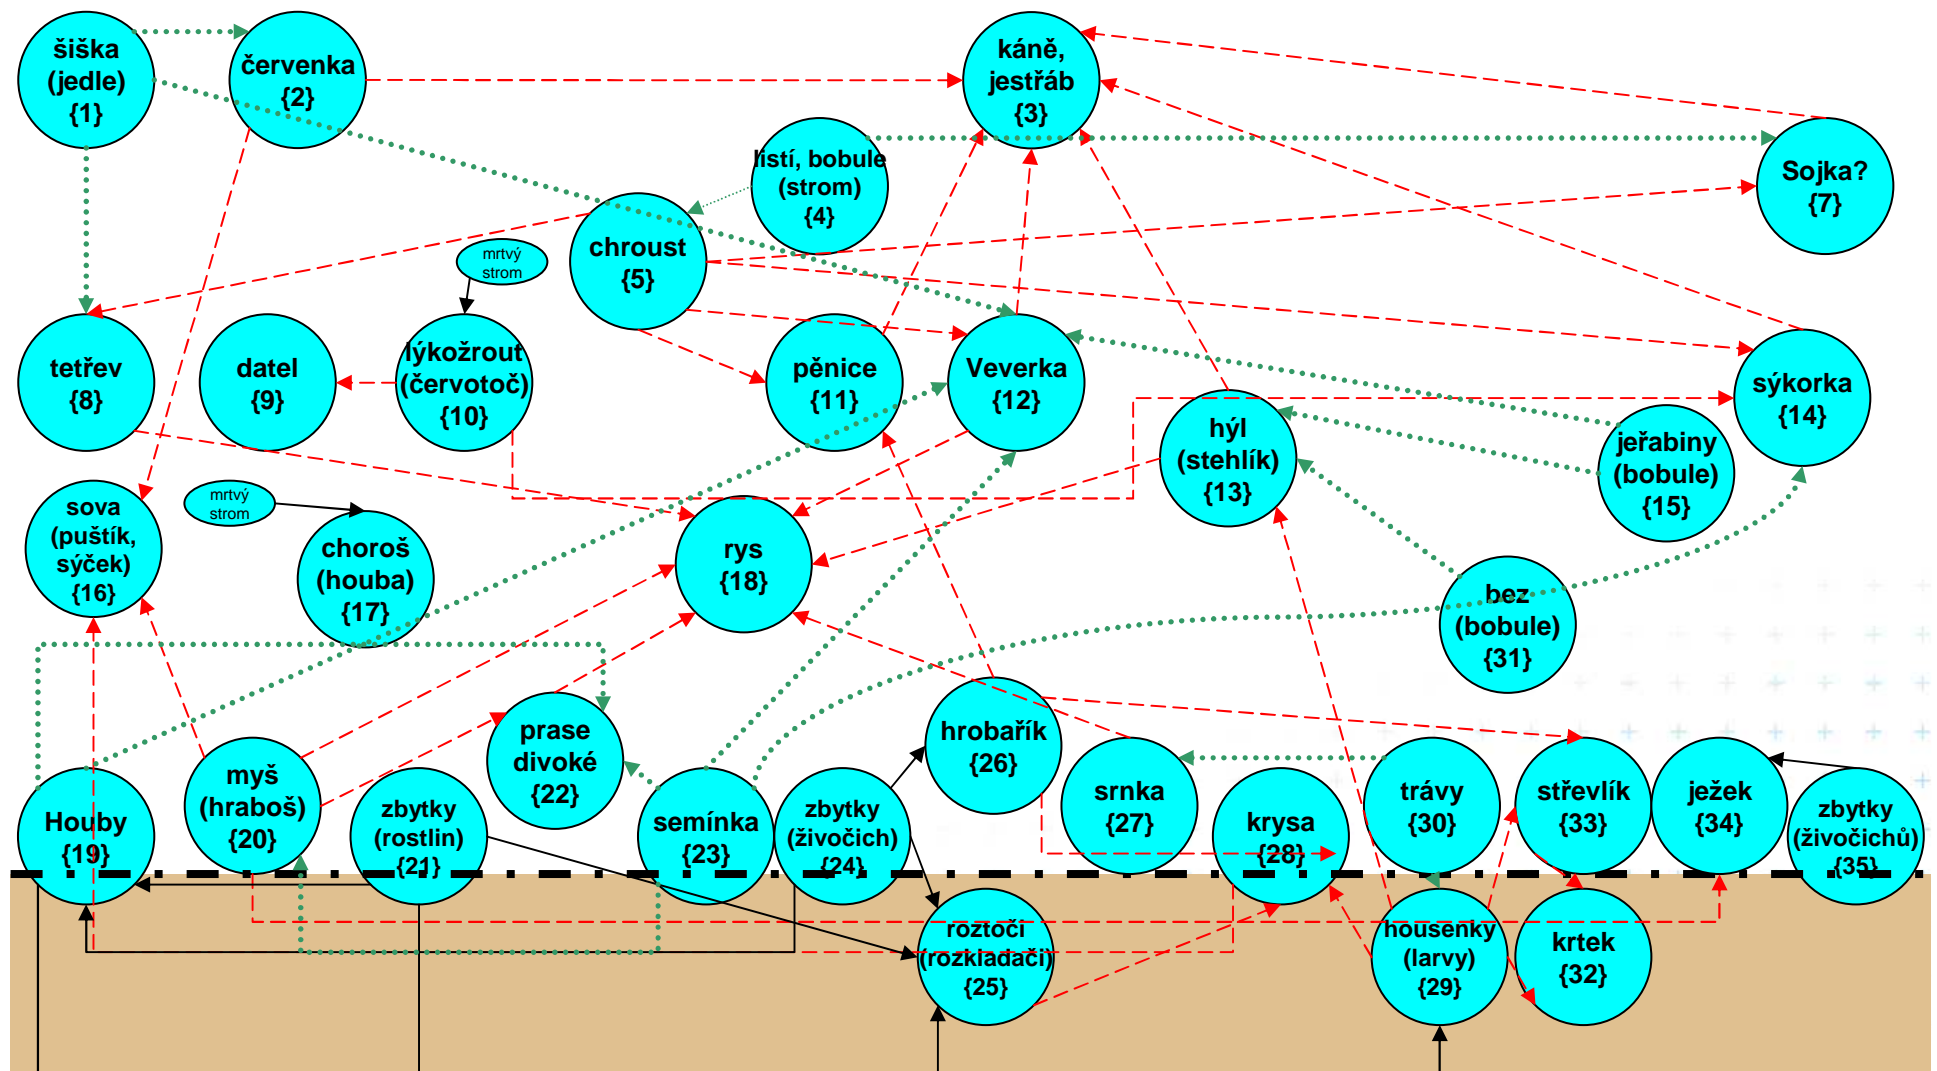 šiška
(jedle)
{1}
červenka
{2}
káně,
jestřáb
{3}
listí, bobule
(strom)
{4}
Sojka?
{7}
chroust
{5}
mrtvý
strom
tetřev
{8}
datel
{9}
lýkožrout
(červotoč)
{10}
pěnice
{11}
Veverka
{12}
hýl
(stehlík)
{13}
sýkorka
{14}
jeřabiny
(bobule)
{15}
sova
(puštík,
sýček)
{16}
mrtvý
strom
choroš
(houba)
{17}
rys
{18}
bez
(bobule)
{31}
Houby
{19}
myš
(hraboš)
{20}
zbytky
(rostlin)
{21}
prase
divoké
{22}
semínka
{23}
zbytky
(živočich)
{24}
hrobařík
{26}
srnka
{27}
krysa
{28}
trávy
{30}
střevlík
{33}
ježek
{34}
zbytky
(živočichů)
{35}
roztoči
(rozkladači)
{25}
housenky
(larvy)
{29}
krtek
{32}